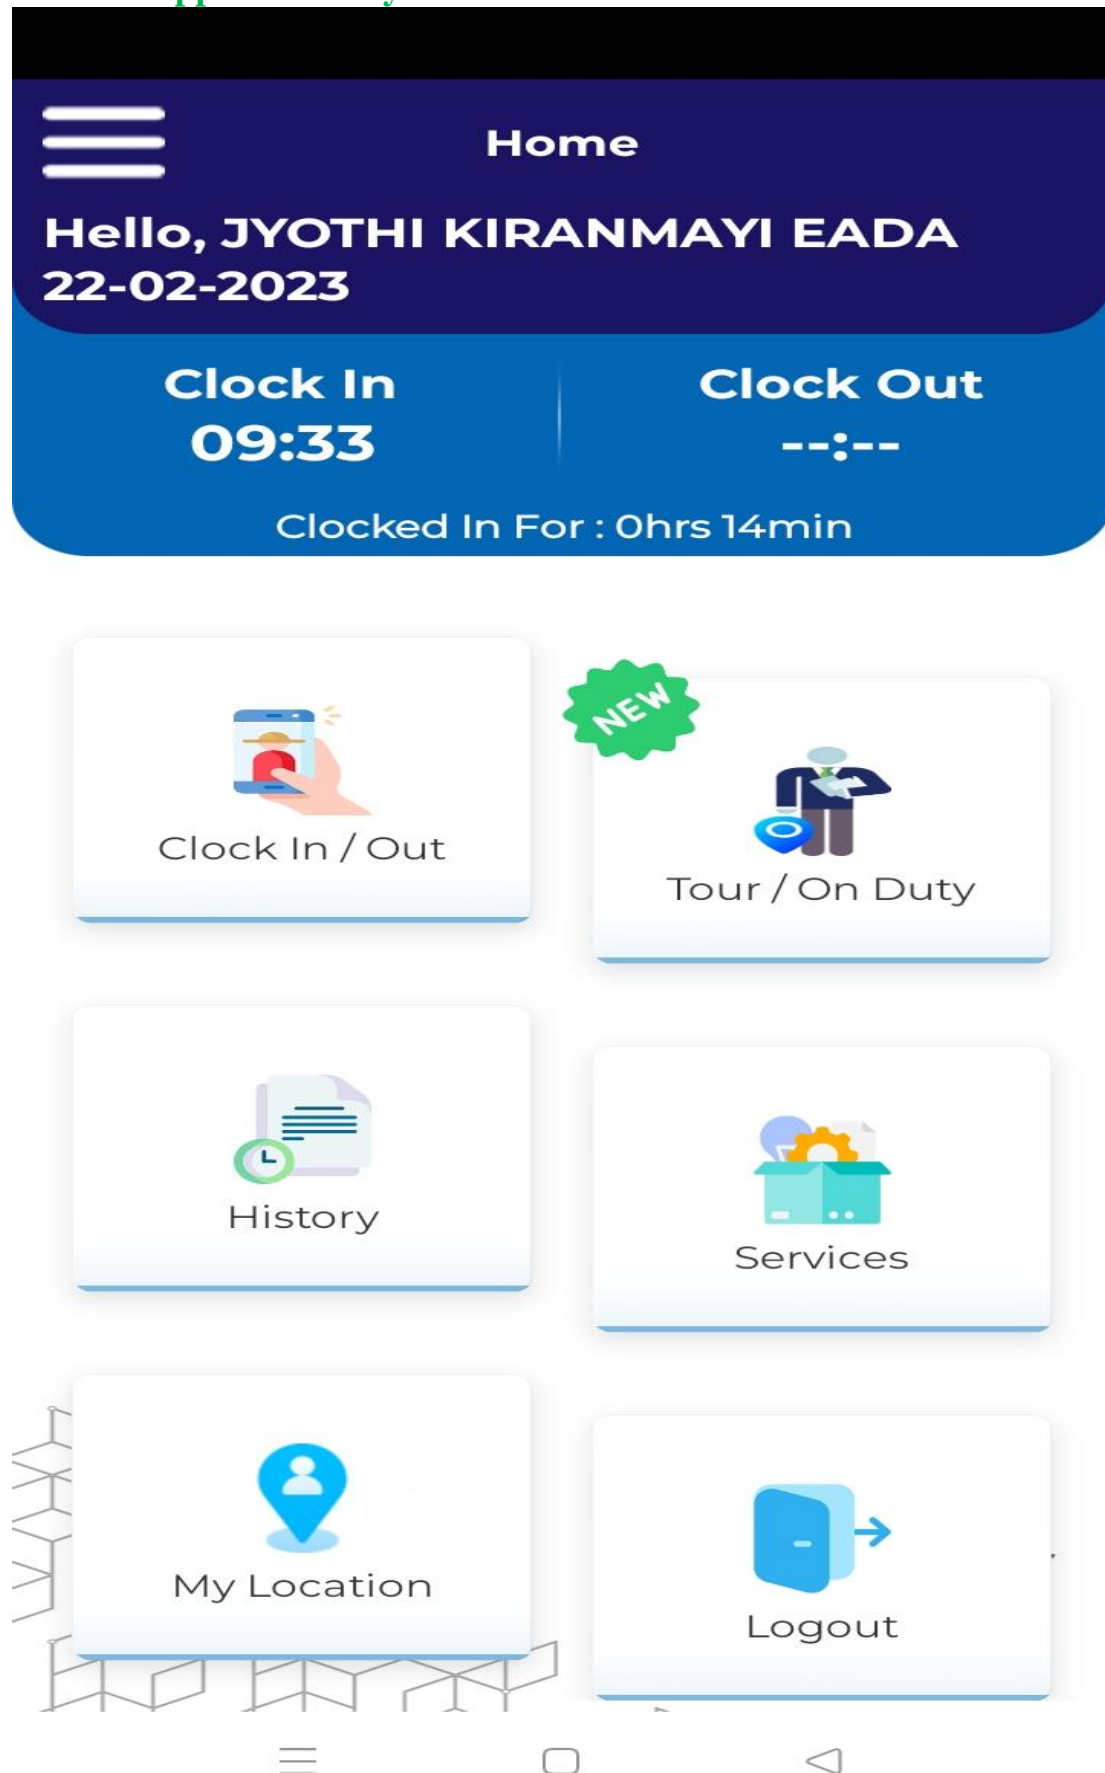 Home
Hello, JYOTHI KIRANMAYI EADA
22-02-2023
Clock In
Clock Out
09:33
--:--
Clocked In For : 0hrs 14min
NEW
Clock In / Out
Tour / On Duty
History
Services
My Location
Logout